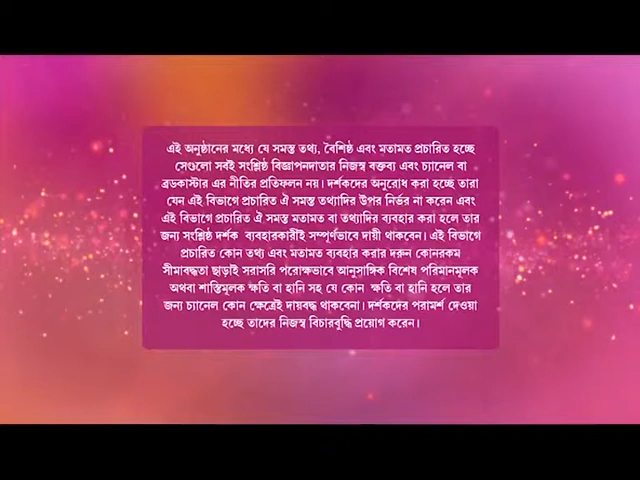 এই অনুষ্ঠানের মধ্যে যে সমস্ত তথ্য, বৈশিষ্ঠ এবং মতামত প্রচারিত হচ্ছে
সেগুলো সবই সংশ্লিষ্ঠ বিজ্ঞাপনদাতার নিজস্ব বক্তব্য এবং চ্যানেল বা
ব্রডকাস্টার এর নীতির প্রতিফলন নয়। দর্শকদের অনুরোধ করা হচ্ছে তারা
যেন এই বিভাগে প্রচারিত ঐ সমস্ত তথ্যাদির উপর নির্ভর না করেন এবং
এই বিভাগে প্রচারিত ঐ সমস্ত মতামত বা তথ্যাদির ব্যবহার করা হলে তার
জন্য সংশ্লিষ্ঠ দর্শক ব্যবহারকারীই সম্পূর্ণভাবে দায়ী থাকবেন। এই বিভাগে
প্রচারিত কোন তথ্য এবং মতামত ব্যবহার করার দরুন কোনরকম
সীমাবদ্ধতা ছাড়াই সরাসরি পরোক্ষভাবে আনুসাঙ্গিক বিশেষ পরিমানমূলক
অথবা শাস্তিমূলক ক্ষতি বা হানি সহ যে কোন ক্ষতি বা হানি হলে তার
জন্য চ্যানেল কোন ক্ষেত্রেই দায়বদ্ধ থাকবেনা। দর্শকদের পরামর্শ দেওয়া
হচ্ছে তাদের নিজস্ব বিচারবুদ্ধি প্রয়োগ করেন।